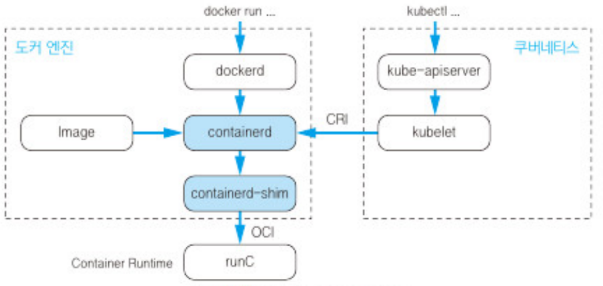 docker run ...
kubectl ...
도커 엔진
쿠버네티스
dockerd
kube-apiserver
Image
containerd
CRI
kubelet
containerd-shim
OCI
Container Runtime
runC